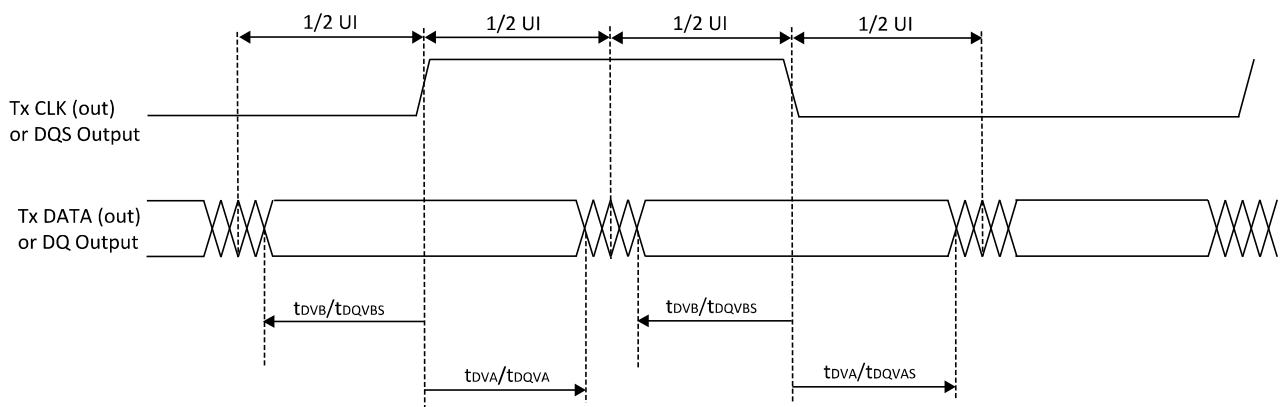 1/2 UI
1/2 UI
1/2 UI
1/2 UI
Tx CLK (out)
or DQS Output
Tx DATA (out)
or DQ Output
tDVB/tDQVBS
tDVB/tDQVBS
tDVA/tDQVA
tDVA/tDQVAS